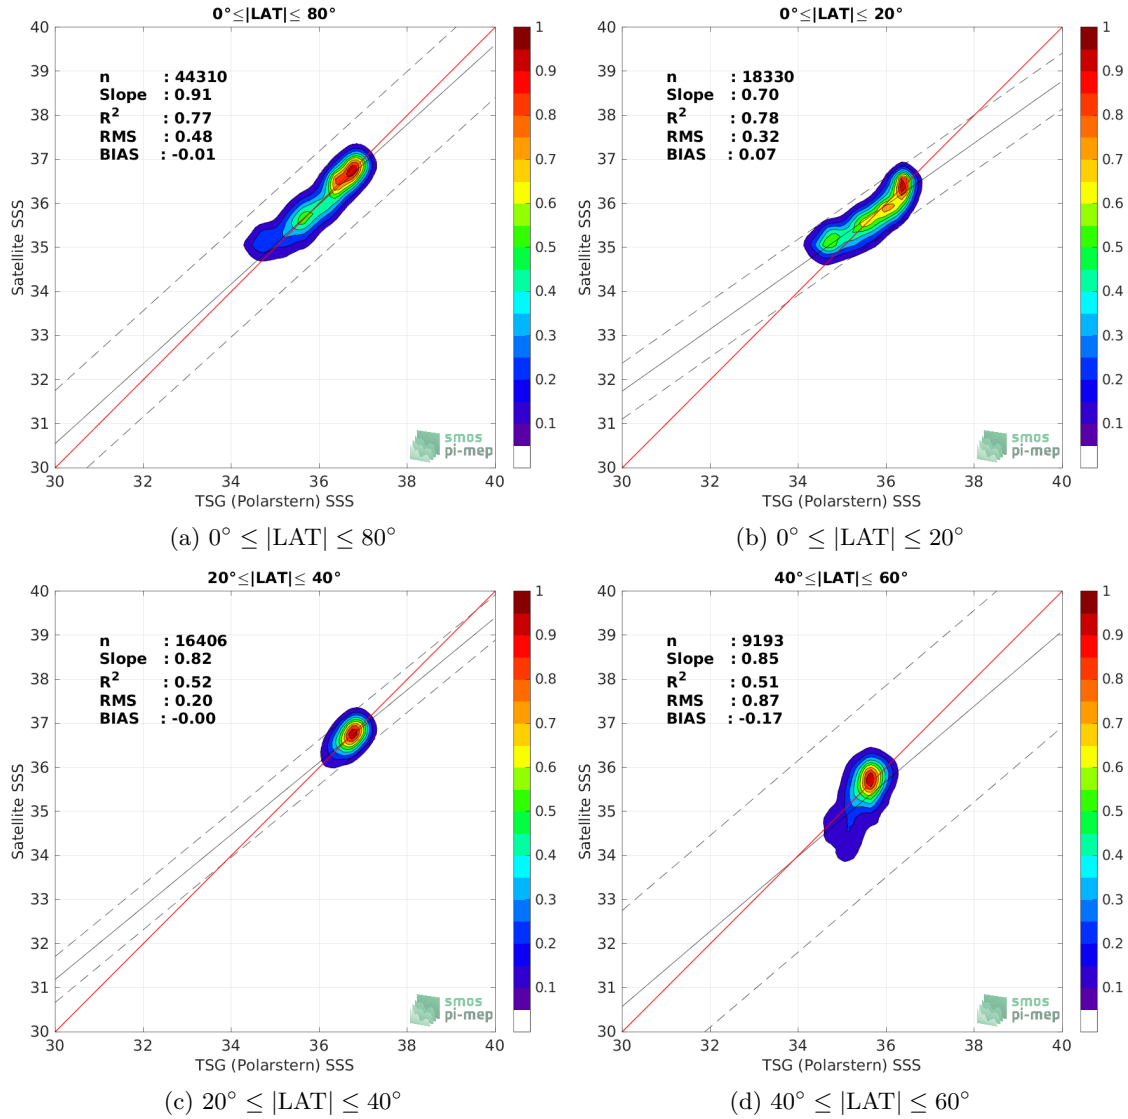 0°≤|LAT|≤ 80°
40
39
38
37
36
35
34
33
32
31
30
Satellite SSS
n : 44310
Slope : 0.91
R² : 0.77
RMS : 0.48
BIAS : -0.01
smos
pi-mep
30 32 34 36 38 40
TSG (Polarstern) SSS
1
0.9
0.8
0.7
0.6
0.5
0.4
0.3
0.2
0.1
(a) 0° ≤ |LAT| ≤ 80°
0°≤|LAT|≤ 20°
40
39
38
37
36
35
34
33
32
31
30
Satellite SSS
n : 18330
Slope : 0.70
R² : 0.78
RMS : 0.32
BIAS : 0.07
smos
pi-mep
30 32 34 36 38 40
TSG (Polarstern) SSS
1
0.9
0.8
0.7
0.6
0.5
0.4
0.3
0.2
0.1
(b) 0° ≤ |LAT| ≤ 20°
20°≤|LAT|≤ 40°
40
39
38
37
36
35
34
33
32
31
30
Satellite SSS
n : 16406
Slope : 0.82
R² : 0.52
RMS : 0.20
BIAS : -0.00
smos
pi-mep
30 32 34 36 38 40
TSG (Polarstern) SSS
1
0.9
0.8
0.7
0.6
0.5
0.4
0.3
0.2
0.1
(c) 20° ≤ |LAT| ≤ 40°
40°≤|LAT|≤ 60°
40
39
38
37
36
35
34
33
32
31
30
Satellite SSS
n : 9193
Slope : 0.85
R² : 0.51
RMS : 0.87
BIAS : -0.17
smos
pi-mep
30 32 34 36 38 40
TSG (Polarstern) SSS
1
0.9
0.8
0.7
0.6
0.5
0.4
0.3
0.2
0.1
(d) 40° ≤ |LAT| ≤ 60°